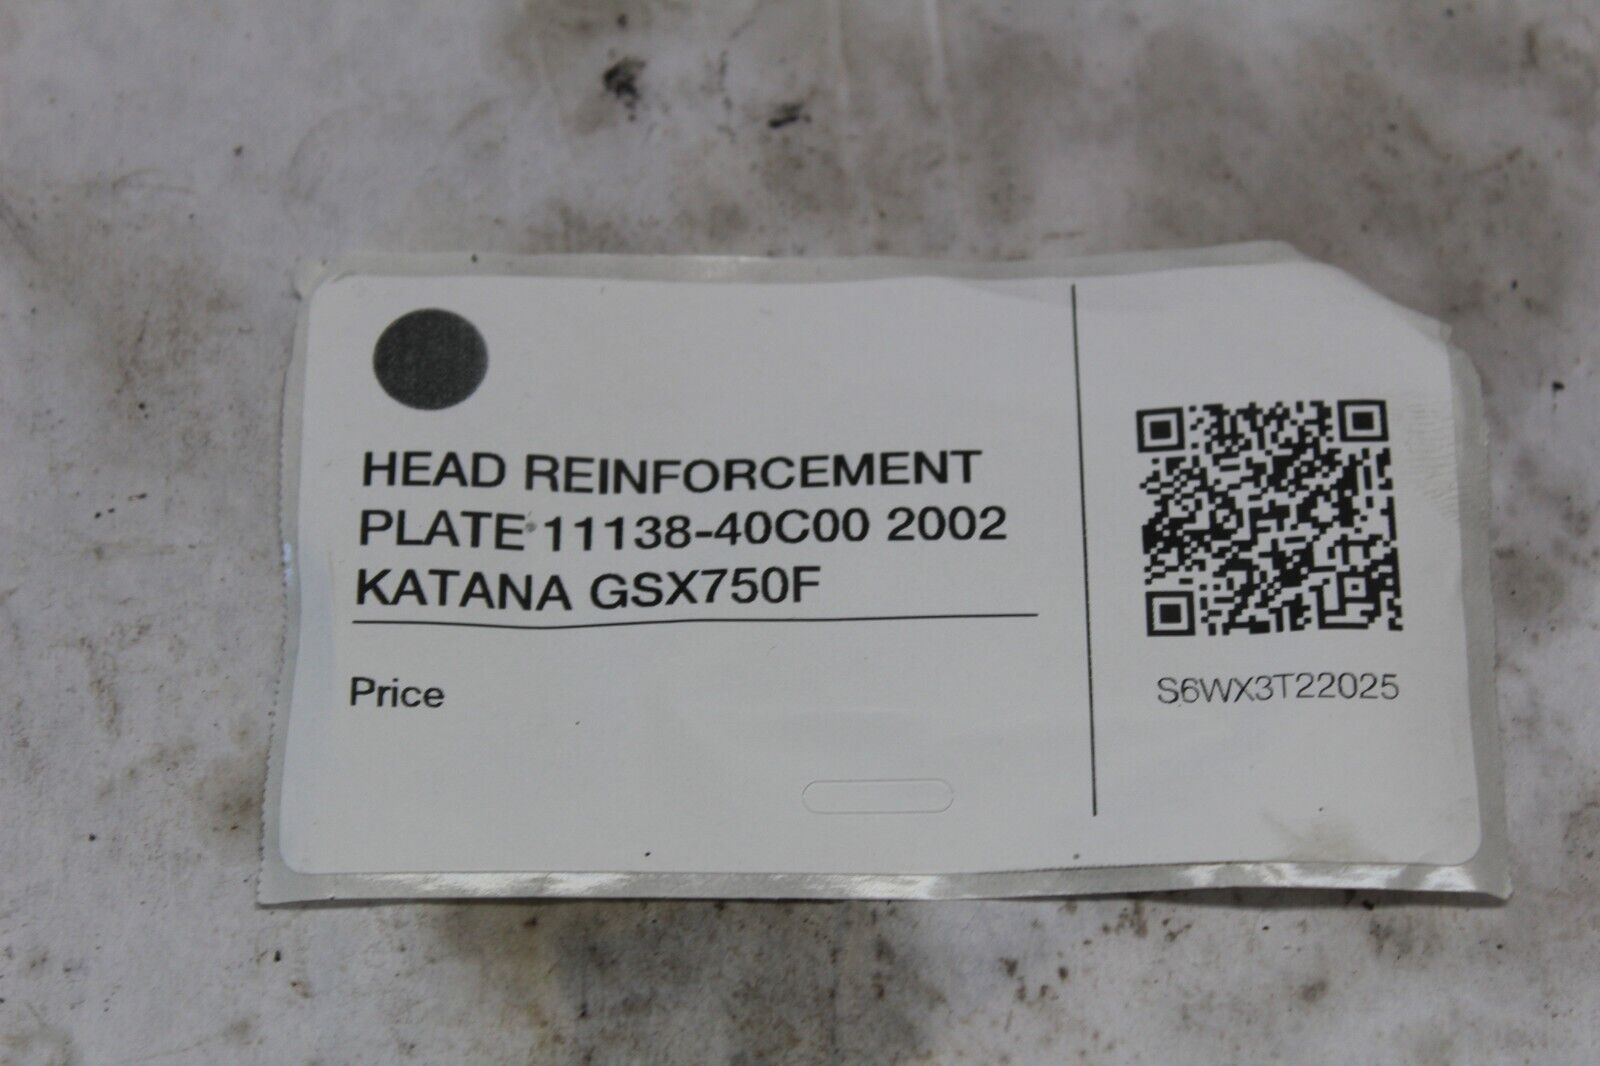 HEAD REINFORCEMENT
PLATE 11138-40C00 2002
KATANA GSX750F
Price
S6WX3T22025